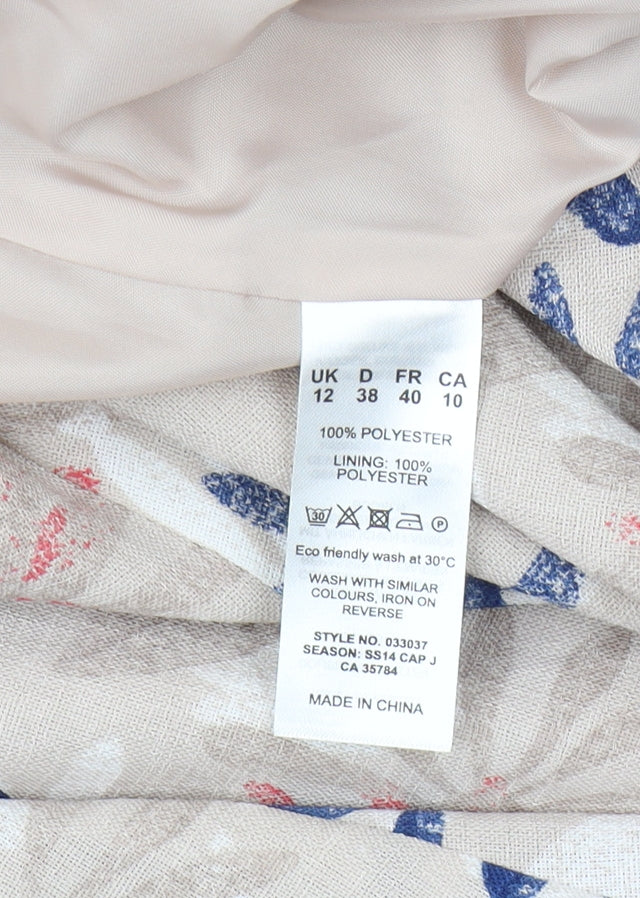 UK D FR CA
12 38 40 10
100% POLYESTER
LINING: 100%
POLYESTER
30 P
Eco friendly wash at 30°C
WASH WITH SIMILAR
COLOURS, IRON ON
REVERSE
STYLE NO. 033037
SEASON: SS14 CAP J
CA 35784
MADE IN CHINA